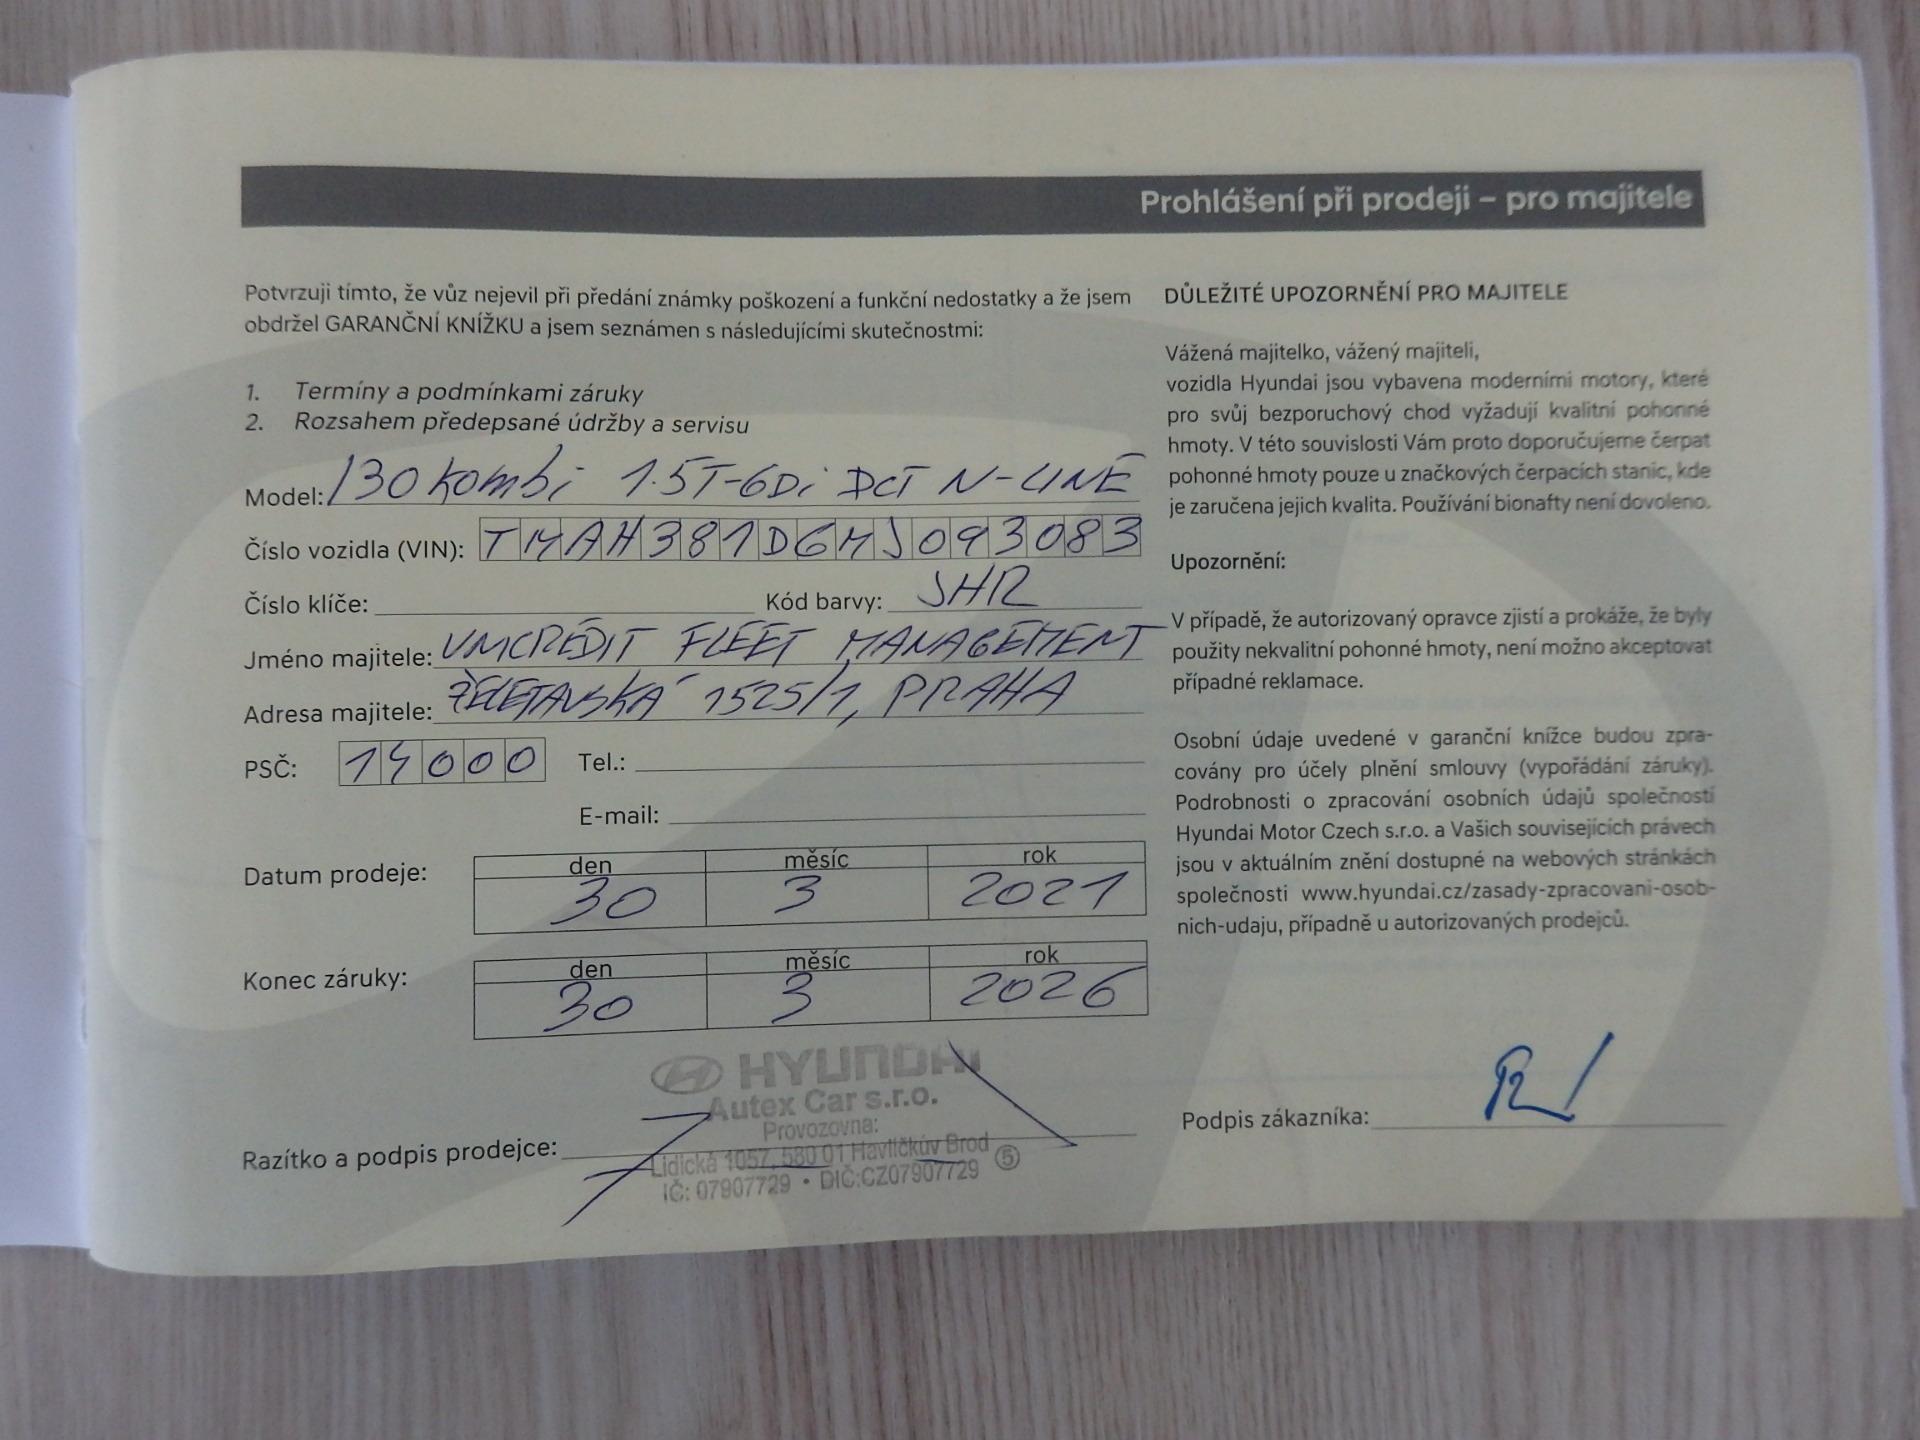 Prohlášení při prodeji – pro majitele
Potvrzuji tímto, že vůz nejevil při předání známky poškození a funkční nedostatky a že jsem
obdržel GARANČNÍ KNÍŽKU a jsem seznámen s následujícími skutečnostmi:
1. Termíny a podmínkami záruky
2. Rozsahem předepsané údržby a servisu
Model: I30 kombi 1.5T-GDi DCT N-LINE
Číslo vozidla (VIN): TMAH381DGMJ093083
Číslo klíče: Kód barvy: JHR
Jméno majitele: UNICREDIT FLEET MANAGEMENT
Adresa majitele: ŽELETAVSKÁ 1525/1, PRAHA
PSČ: 14000 Tel.:
E-mail:
Datum prodeje: den měsíc rok
30 3 2021
Konec záruky: den měsíc rok
30 3 2026
Razítko a podpis prodejce:
HYUNDAI
Autex Car s.r.o.
Provozovna:
Lidická 1057, 580 01 Havlíčkův Brod
IČ: 07907729 • DIČ:CZ07907729 5
DŮLEŽITÉ UPOZORNĚNÍ PRO MAJITELE
Vážená majitelko, vážený majiteli,
vozidla Hyundai jsou vybavena moderními motory, které
pro svůj bezporuchový chod vyžadují kvalitní pohonné
hmoty. V této souvislosti Vám proto doporučujeme čerpat
pohonné hmoty pouze u značkových čerpacích stanic, kde
je zaručena jejich kvalita. Používání bionafty není dovoleno.
Upozornění:
V případě, že autorizovaný opravce zjistí a prokáže, že byly
použity nekvalitní pohonné hmoty, není možno akceptovat
případné reklamace.
Osobní údaje uvedené v garanční knížce budou zpra-
covány pro účely plnění smlouvy (vypořádání záruky).
Podrobnosti o zpracování osobních údajů společností
Hyundai Motor Czech s.r.o. a Vašich souvisejících právech
jsou v aktuálním znění dostupné na webových stránkách
společnosti www.hyundai.cz/zasady-zpracovani-osob-
nich-udaju, případně u autorizovaných prodejců.
Podpis zákazníka: